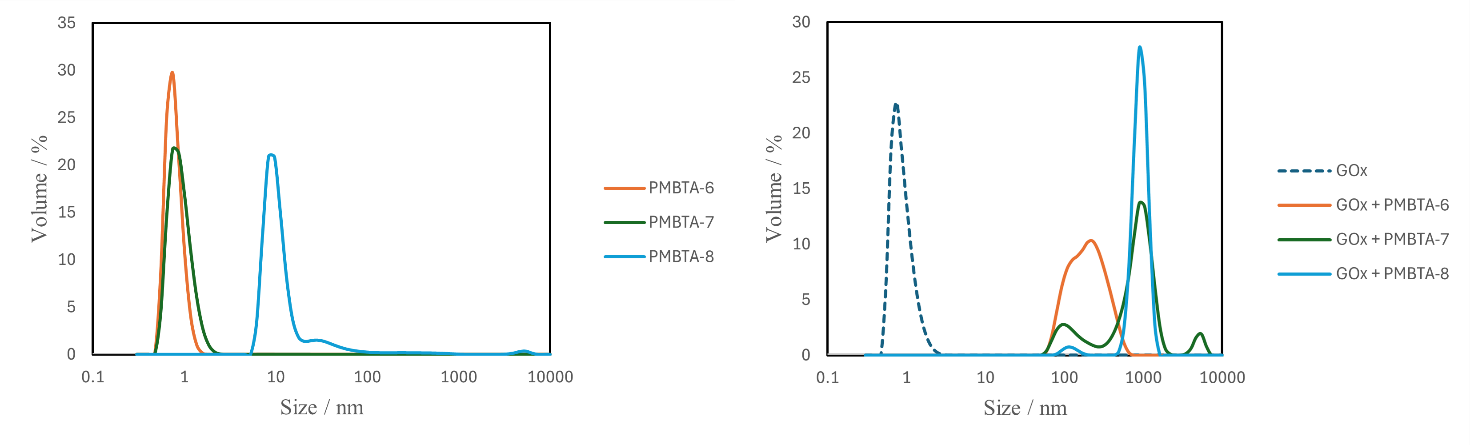 35
30
25
20
15
10
5
0
Volume / %
0.1 1 10 100 1000 10000
Size / nm
PMBTA-6
PMBTA-7
PMBTA-8
30
25
20
15
10
5
0
Volume / %
0.1 1 10 100 1000 10000
Size / nm
GOx
GOx + PMBTA-6
GOx + PMBTA-7
GOx + PMBTA-8